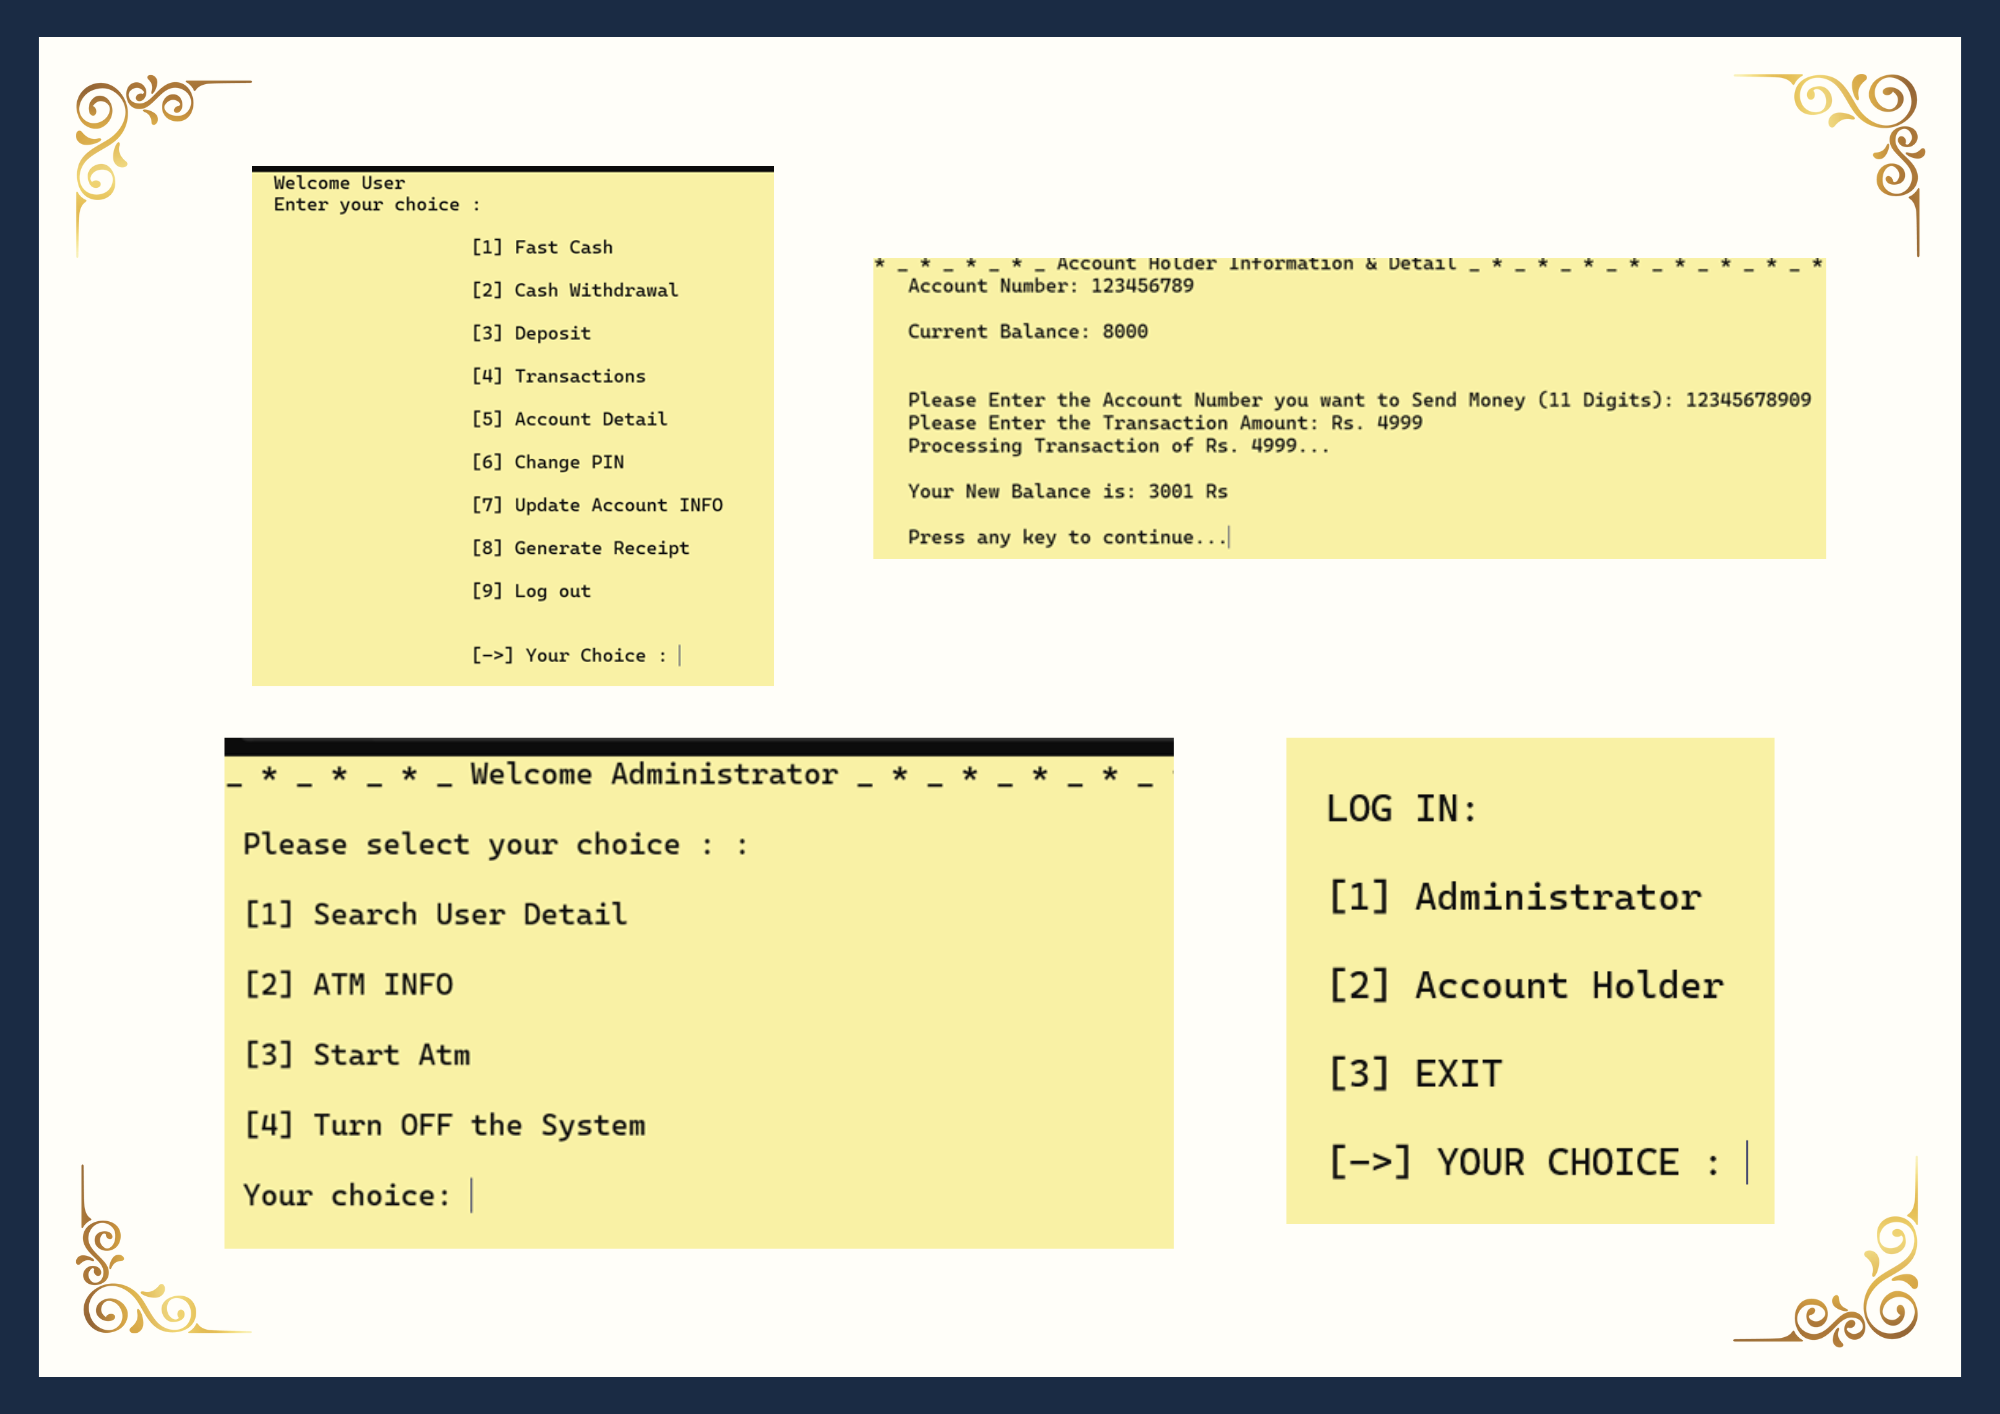 Welcome User
Enter your choice :
[1] Fast Cash
[2] Cash Withdrawal
[3] Deposit
[4] Transactions
[5] Account Detail
[6] Change PIN
[7] Update Account INFO
[8] Generate Receipt
[9] Log out
[->] Your Choice :
* _ * _ * _ * _ Account Holder Information & Detail _ * _ * _ * _ * _ * _ * _ * _ *
Account Number: 123456789
Current Balance: 8000
Please Enter the Account Number you want to Send Money (11 Digits): 12345678909
Please Enter the Transaction Amount: Rs. 4999
Processing Transaction of Rs. 4999...
Your New Balance is: 3001 Rs
Press any key to continue...
_ * _ * _ * _ Welcome Administrator _ * _ * _ * _ * _
Please select your choice : :
[1] Search User Detail
[2] ATM INFO
[3] Start Atm
[4] Turn OFF the System
Your choice:
LOG IN:
[1] Administrator
[2] Account Holder
[3] EXIT
[->] YOUR CHOICE :